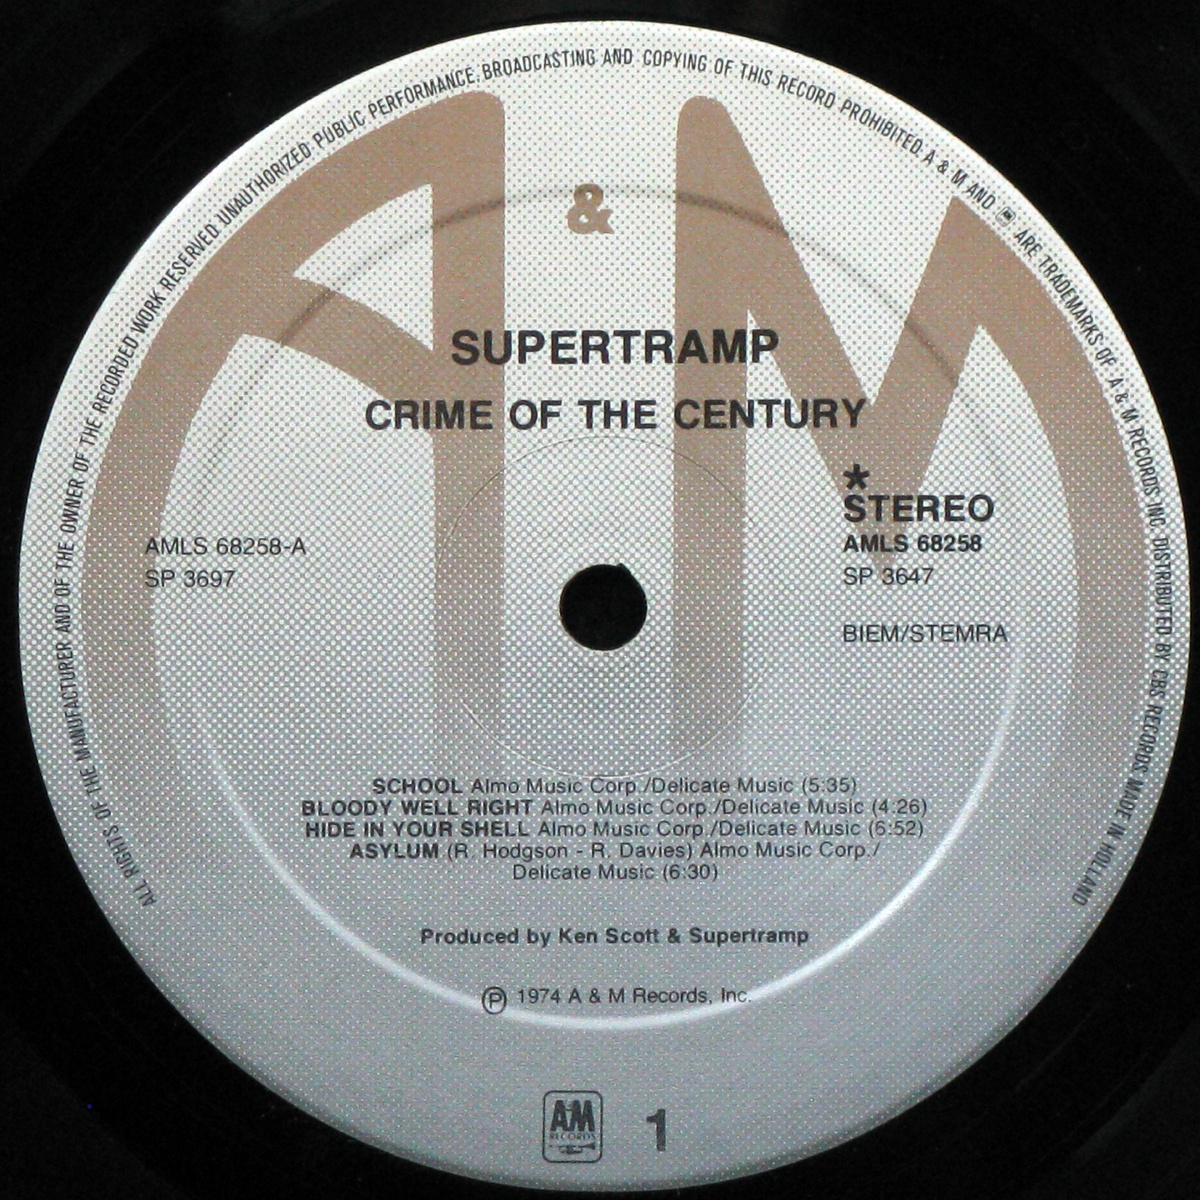 ALL RIGHTS OF THE MANUFACTURER AND OF THE OWNER OF THE RECORDED WORK RESERVED UNAUTHORIZED PUBLIC PERFORMANCE, BROADCASTING AND COPYING OF THIS RECORD PROHIBITED A & M AND ARE TRADEMARKS OF A & M RECORDS INC. DISTRIBUTED BY CBS RECORDS MADE IN HOLLAND
A & M
SUPERTRAMP
CRIME OF THE CENTURY
*
STEREO
AMLS 68258-A
SP 3697
AMLS 68258
SP 3647
BIEM/STEMRA
SCHOOL Almo Music Corp./Delicate Music (5:35)
BLOODY WELL RIGHT Almo Music Corp./Delicate Music (4:26)
HIDE IN YOUR SHELL Almo Music Corp./Delicate Music (6:52)
ASYLUM (R. Hodgson - R. Davies) Almo Music Corp./
Delicate Music (6:30)
Produced by Ken Scott & Supertramp
Ⓟ 1974 A & M Records, Inc.
A&M
RECORDS
1